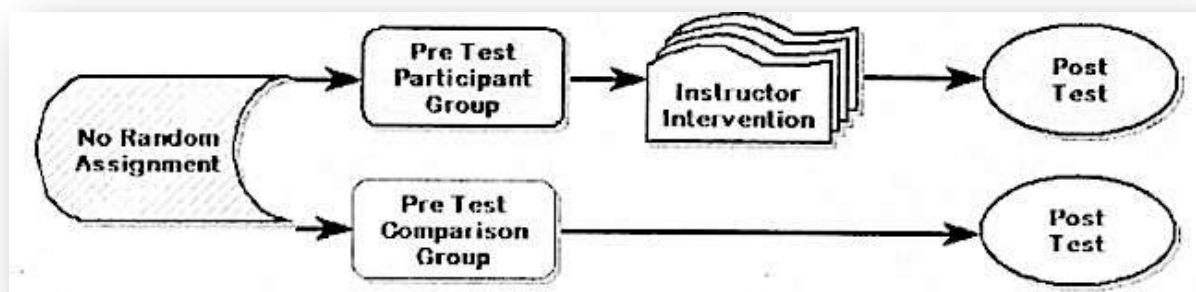 No Random
Assignment
Pre Test
Participant
Group
Instructor
Intervention
Post
Test
Pre Test
Comparison
Group
Post
Test